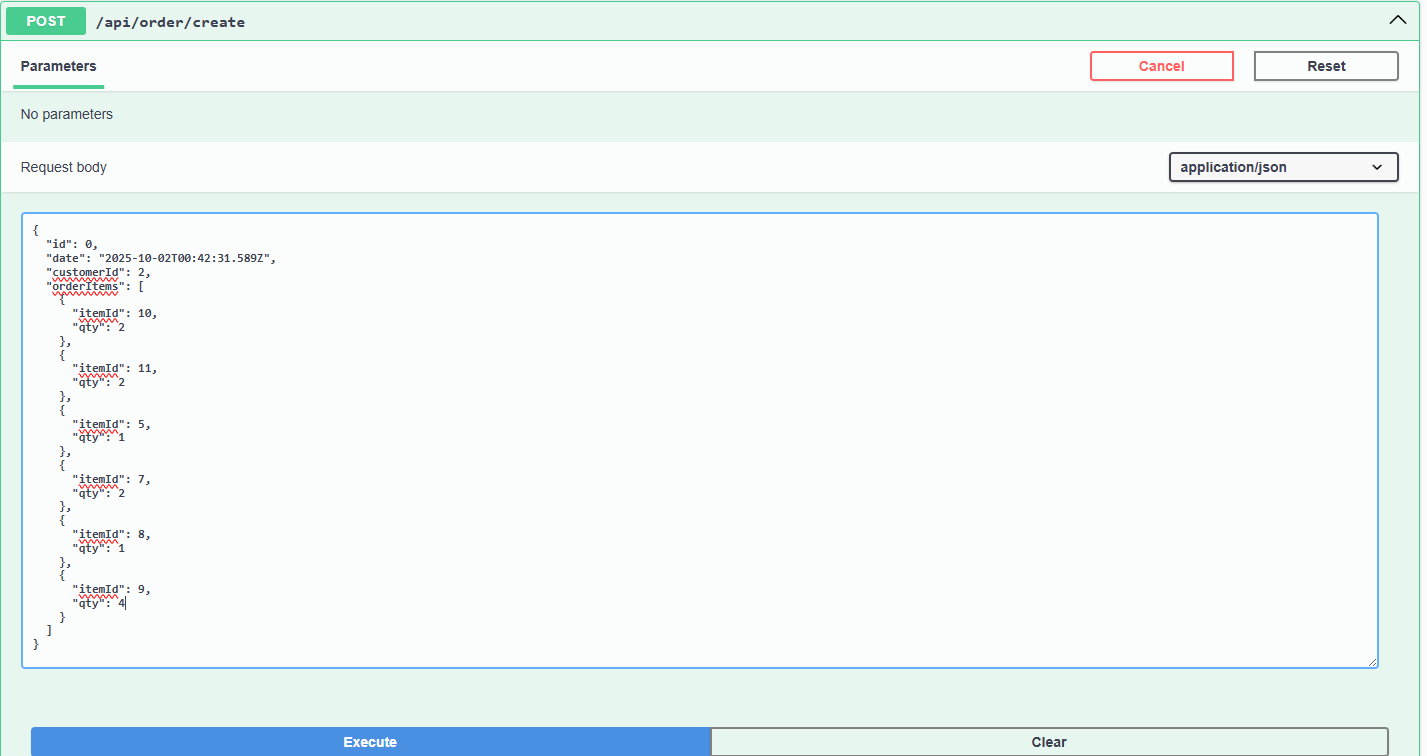 POST /api/order/create
Parameters Cancel Reset
No parameters
Request body application/json
{
  "id": 0,
  "date": "2025-10-02T00:42:31.589Z",
  "customerId": 2,
  "orderItems": [
    {
      "itemId": 10,
      "qty": 2
    },
    {
      "itemId": 11,
      "qty": 2
    },
    {
      "itemId": 5,
      "qty": 1
    },
    {
      "itemId": 7,
      "qty": 2
    },
    {
      "itemId": 8,
      "qty": 1
    },
    {
      "itemId": 9,
      "qty": 4
    }
  ]
}
Execute Clear